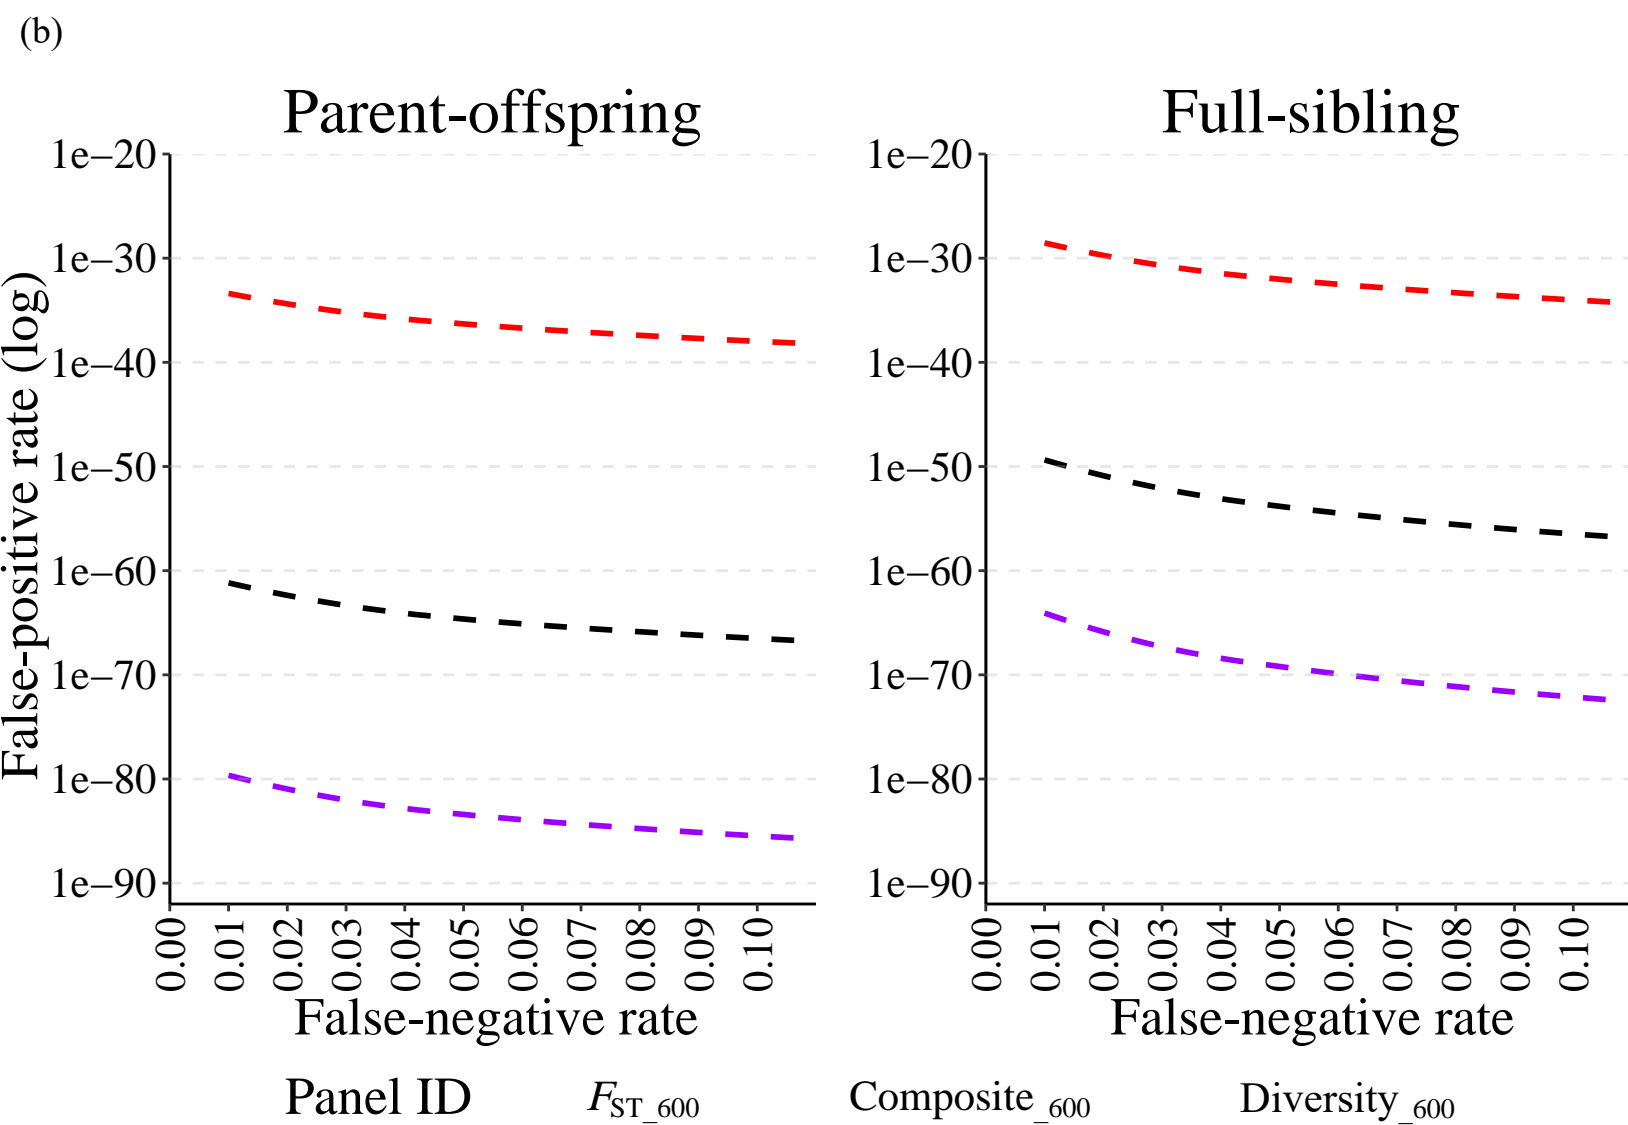 (b)
Parent-offspring
Full-sibling
False-positive rate (log)
1e–20
1e–30
1e–40
1e–50
1e–60
1e–70
1e–80
1e–90
1e–20
1e–30
1e–40
1e–50
1e–60
1e–70
1e–80
1e–90
0.00 0.01 0.02 0.03 0.04 0.05 0.06 0.07 0.08 0.09 0.10
0.00 0.01 0.02 0.03 0.04 0.05 0.06 0.07 0.08 0.09 0.10
False-negative rate
False-negative rate
Panel ID FST_600 Composite_600 Diversity_600